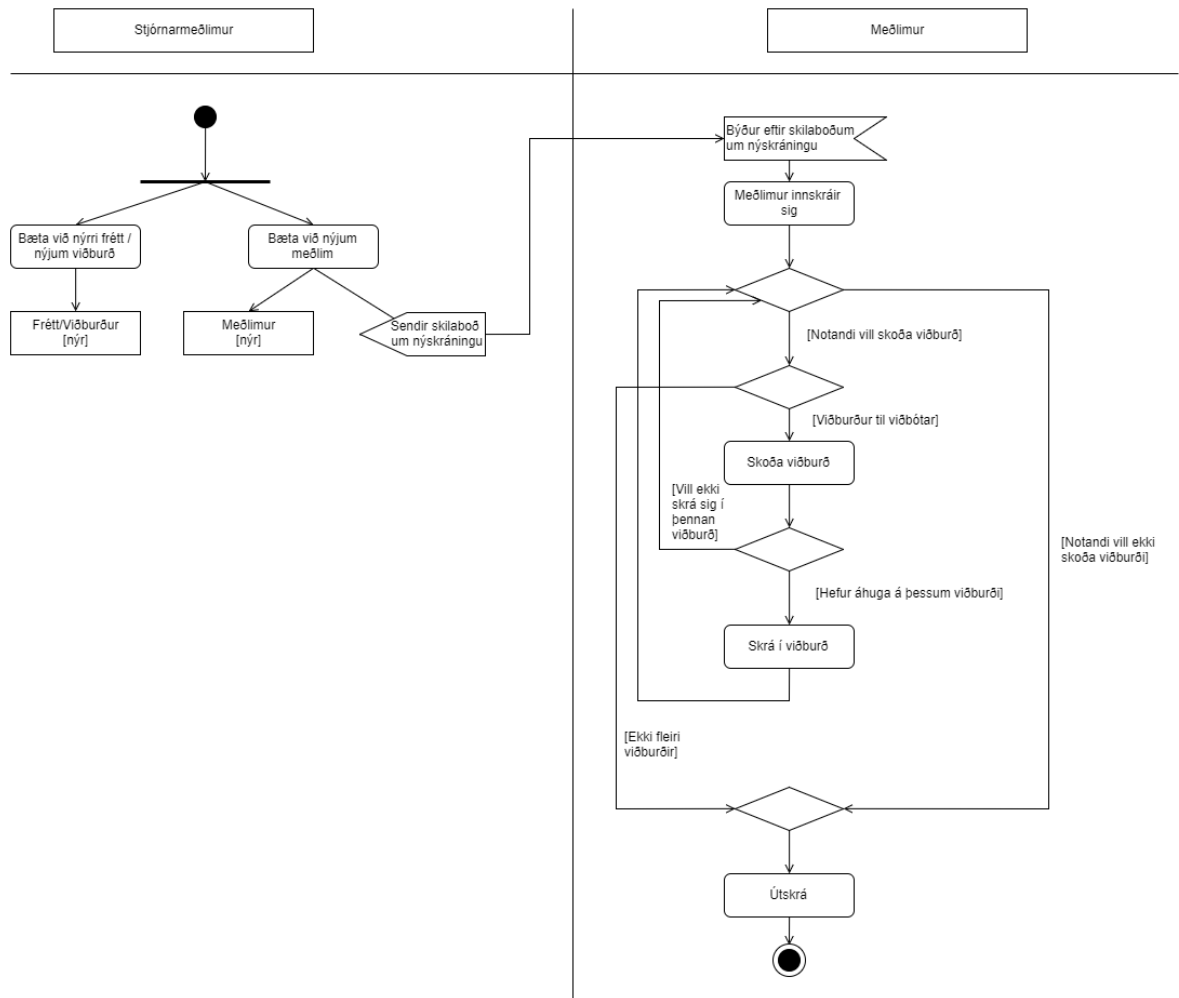 Stjórnarmeðlimur
Meðlimur
Bæta við nýrri frétt /
nýjum viðburð
Bæta við nýjum
meðlim
Frétt/Viðburður
[nýr]
Meðlimur
[nýr]
Sendir skilaboð
um nýskráningu
Býður eftir skilaboðum
um nýskráningu
Meðlimur innskráir
sig
[Notandi vill skoða viðburð]
[Viðburður til viðbótar]
Skoða viðburð
[Vill ekki
skrá sig í
þennan
viðburð]
[Notandi vill ekki
skoða viðburði]
[Hefur áhuga á þessum viðburði]
Skrá í viðburð
[Ekki fleiri
viðburðir]
Útskrá